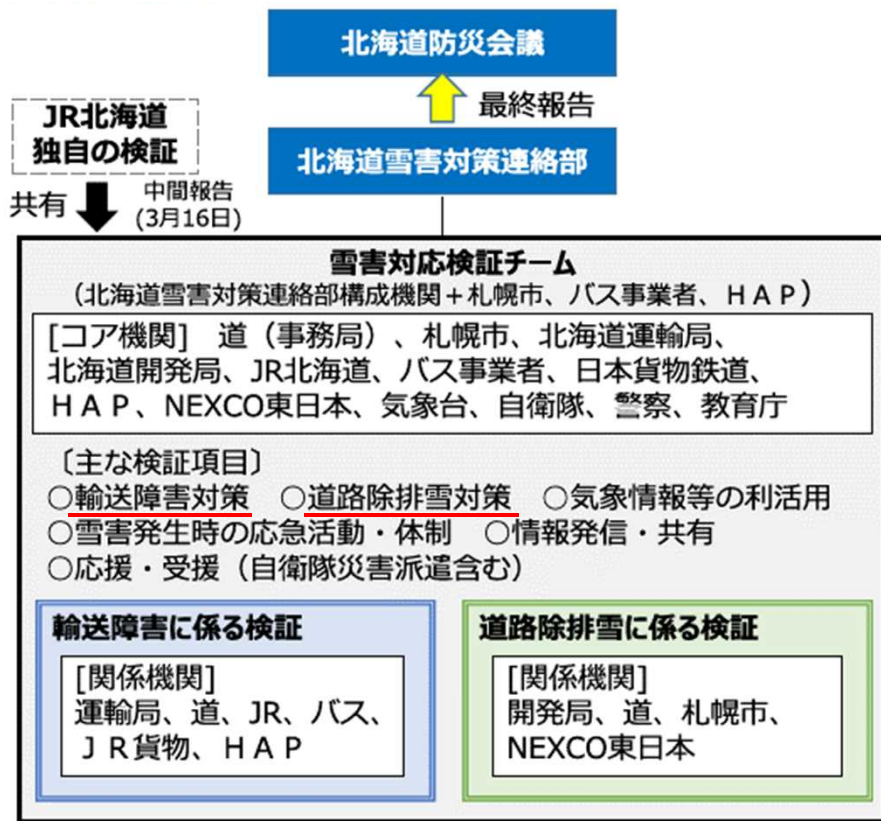 北海道防災会議
最終報告
JR北海道
独自の検証
北海道雪害対策連絡部
共有
中間報告
(3月16日)
雪害対応検証チーム
（北海道雪害対策連絡部構成機関＋札幌市、バス事業者、ＨＡＰ）
[コア機関]　道（事務局）、札幌市、北海道運輸局、
北海道開発局、JR北海道、バス事業者、日本貨物鉄道、
ＨＡＰ、NEXCO東日本、気象台、自衛隊、警察、教育庁
〔主な検証項目〕
○輸送障害対策　○道路除排雪対策　○気象情報等の利活用
○雪害発生時の応急活動・体制　○情報発信・共有
○応援・受援（自衛隊災害派遣含む）
輸送障害に係る検証
[関係機関]
運輸局、道、JR、バス、
ＪＲ貨物、ＨＡＰ
道路除排雪に係る検証
[関係機関]
開発局、道、札幌市、
NEXCO東日本